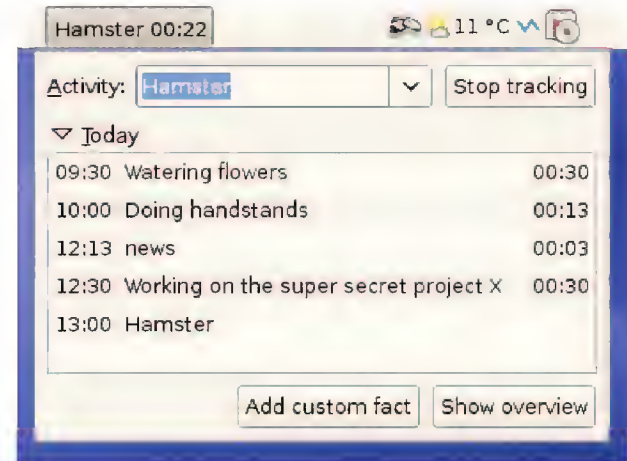 Hamster 00:22 11 °C
Activity: Hamster Stop tracking
Today
09:30 Watering flowers 00:30
10:00 Doing handstands 00:13
12:13 news 00:03
12:30 Working on the super secret project X 00:30
13:00 Hamster
Add custom fact Show overview